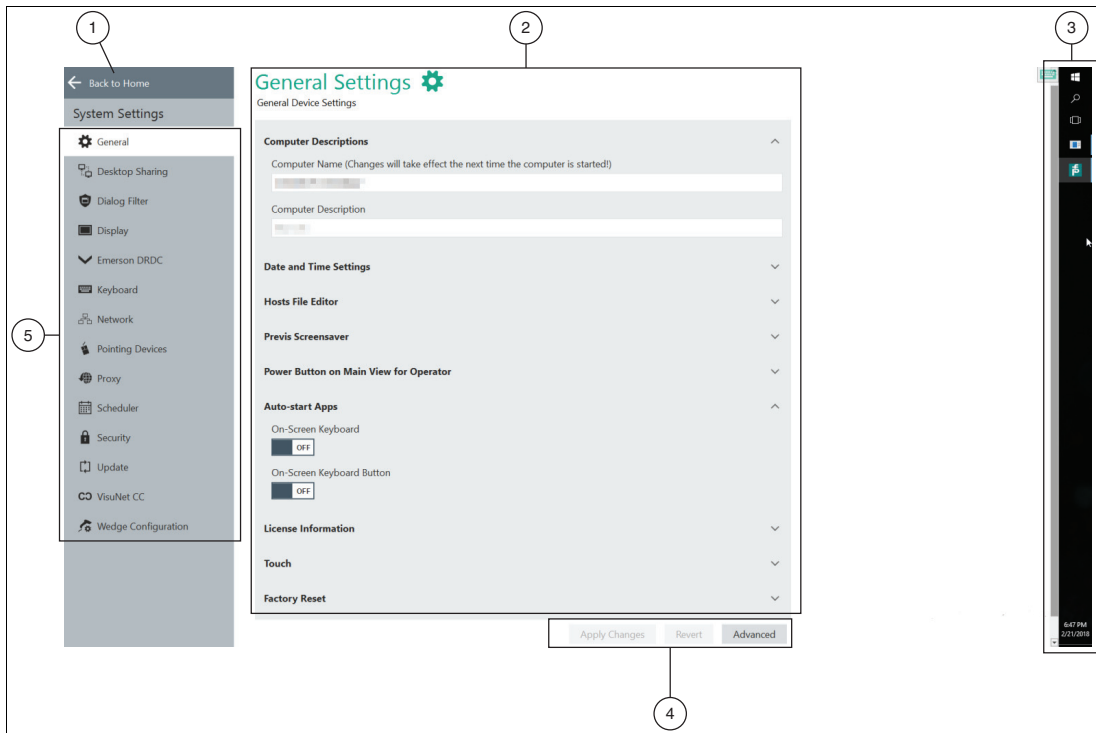 1
2
3
Back to Home
System Settings
General
Desktop Sharing
Dialog Filter
Display
Emerson DRDC
Keyboard
Network
Pointing Devices
Proxy
Scheduler
Security
Update
VisuNet CC
Wedge Configuration
5
General Settings
General Device Settings
Computer Descriptions
Computer Name (Changes will take effect the next time the computer is started!)
Computer Description
Date and Time Settings
Hosts File Editor
Previs Screensaver
Power Button on Main View for Operator
Auto-start Apps
On-Screen Keyboard
OFF
On-Screen Keyboard Button
OFF
License Information
Touch
Factory Reset
Apply Changes
Revert
Advanced
4
6:47 PM
2/21/2018